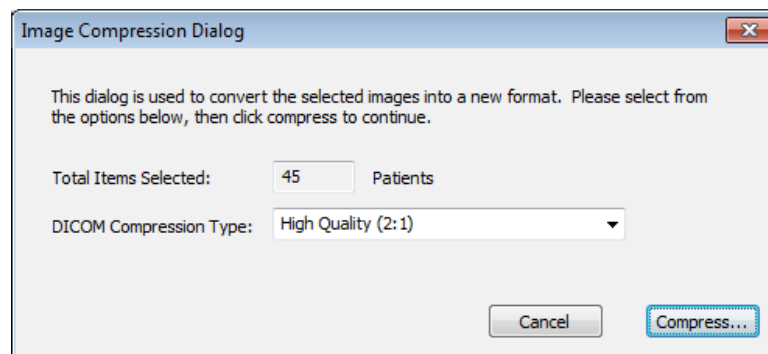 Image Compression Dialog
This dialog is used to convert the selected images into a new format.  Please select from
the options below, then click compress to continue.
Total Items Selected: 45 Patients
DICOM Compression Type: High Quality (2:1)
Cancel Compress...